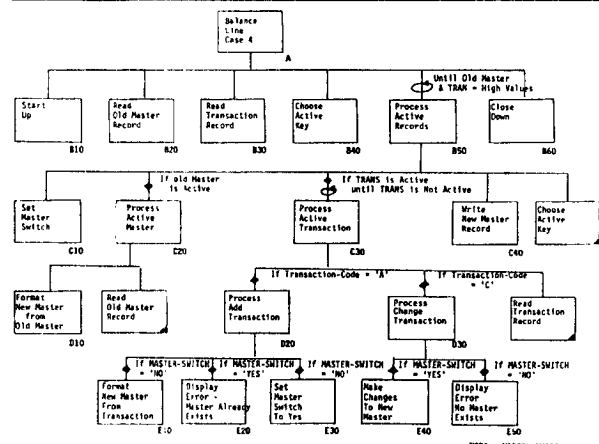 Balance
Line
Case 4
A
Until Old Master
& TRAN = High Values
Start
Up
B10
Read
Old Master
Record
B20
Read
Transaction
Record
B30
Choose
Active
Key
B40
Process
Active
Records
B50
Close
Down
B60
If old Master
is Active
If TRANS is Active
until TRANS is Not Active
Set
Master
Switch
C10
Process
Active
Master
C20
Process
Active
Transaction
C30
Write
New Master
Record
C40
Choose
Active
Key
If Transaction-Code = 'A'
If Transaction-Code
= 'C'
Format
New Master
from
Old Master
D10
Read
Old Master
Record
Process
Add
Transaction
D20
Process
Change
Transaction
D30
Read
Transaction
Record
If MASTER-SWITCH
= 'NO'
If MASTER-SWITCH
= 'YES'
If MASTER-SWITCH
= 'NO'
If MASTER-SWITCH
= 'YES'
If MASTER-SWITCH
= 'NO'
Format
New Master
From
Transaction
E10
Display
Error -
Master Already
Exists
E20
Set
Master
Switch
To Yes
E30
Make
Changes
To New
Master
E40
Display
Error
No Master
Exists
E50